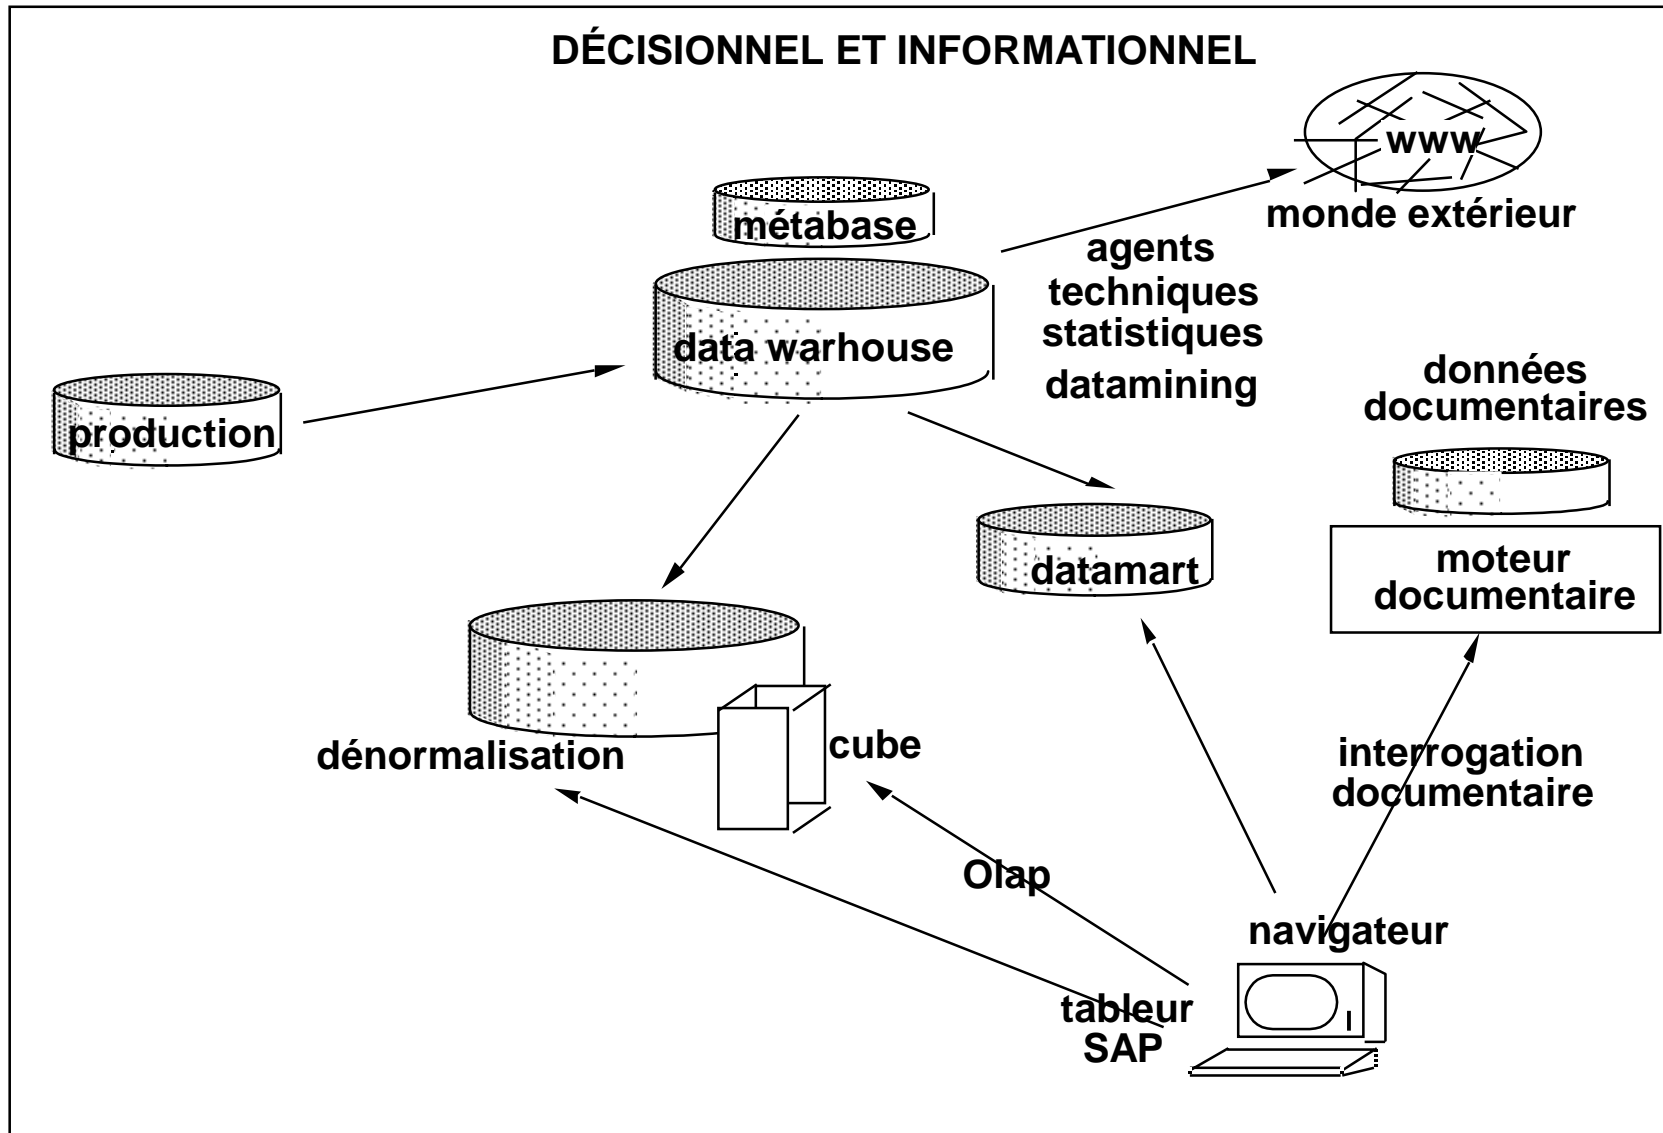 DÉCISIONNEL ET INFORMATIONNEL
www
monde extérieur
métabase
agents
techniques
statistiques
datamining
data warhouse
données
documentaires
production
moteur
documentaire
datamart
dénormalisation
cube
interrogation
documentaire
Olap
navigateur
tableur
SAP